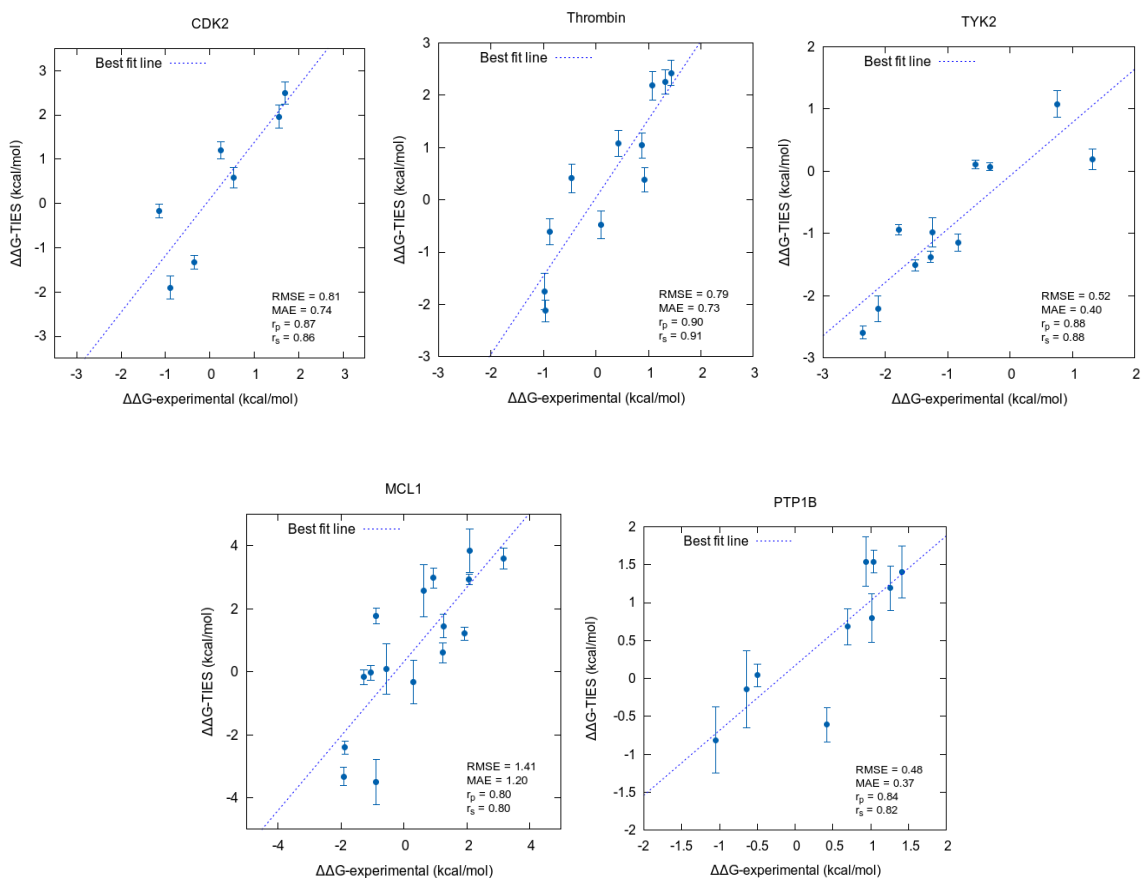 CDK2
Best fit line
3
2
1
0
-1
-2
-3
ΔΔG-TIES (kcal/mol)
RMSE = 0.81
MAE = 0.74
rp = 0.87
rs = 0.86
-3 -2 -1 0 1 2 3
ΔΔG-experimental (kcal/mol)
Thrombin
Best fit line
3
2
1
0
-1
-2
-3
ΔΔG-TIES (kcal/mol)
RMSE = 0.79
MAE = 0.73
rp = 0.90
rs = 0.91
-3 -2 -1 0 1 2 3
ΔΔG-experimental (kcal/mol)
TYK2
Best fit line
2
1
0
-1
-2
-3
ΔΔG-TIES (kcal/mol)
RMSE = 0.52
MAE = 0.40
rp = 0.88
rs = 0.88
-3 -2 -1 0 1 2
ΔΔG-experimental (kcal/mol)
MCL1
Best fit line
4
2
0
-2
-4
ΔΔG-TIES (kcal/mol)
RMSE = 1.41
MAE = 1.20
rp = 0.80
rs = 0.80
-4 -2 0 2 4
ΔΔG-experimental (kcal/mol)
PTP1B
Best fit line
2
1.5
1
0.5
0
-0.5
-1
-1.5
-2
ΔΔG-TIES (kcal/mol)
RMSE = 0.48
MAE = 0.37
rp = 0.84
rs = 0.82
-2 -1.5 -1 -0.5 0 0.5 1 1.5 2
ΔΔG-experimental (kcal/mol)